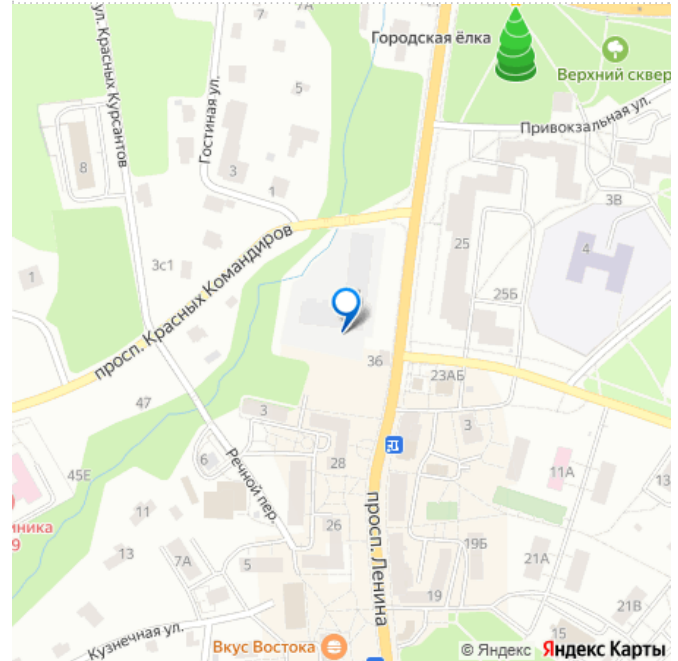 7
7А
ул. Красных Курсантов
Городская ёлка
Верхний сквер
5
Гостиная ул.
Привокзальная ул.
8
3
1
3В
25
4
3с1
1
25Б
просп. Красных Командиров
36
23АБ
47
3
3
45Е
Речной пер.
6
28
11А
13
11
просп. Ленина
26
19Б
13
7А
5
21А
19
21В
Кузнечная ул.
Вкус Востока
15
© Яндекс Яндекс Карты